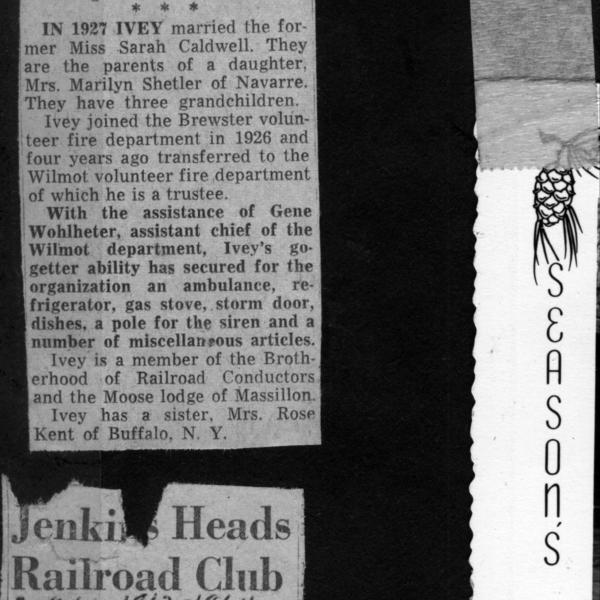 * * *
IN 1927 IVEY married the for-
mer Miss Sarah Caldwell. They
are the parents of a daughter,
Mrs. Marilyn Shetler of Navarre.
They have three grandchildren.
Ivey joined the Brewster volun-
teer fire department in 1926 and
four years ago transferred to the
Wilmot volunteer fire department
of which he is a trustee.
With the assistance of Gene
Wohlheter, assistant chief of the
Wilmot department, Ivey's go-
getter ability has secured for the
organization an ambulance, re-
frigerator, gas stove, storm door,
dishes, a pole for the siren and a
number of miscellaneous articles.
Ivey is a member of the Broth-
erhood of Railroad Conductors
and the Moose lodge of Massillon.
Ivey has a sister, Mrs. Rose
Kent of Buffalo, N. Y.
Jenkins Heads
Railroad Club
SEASON'S